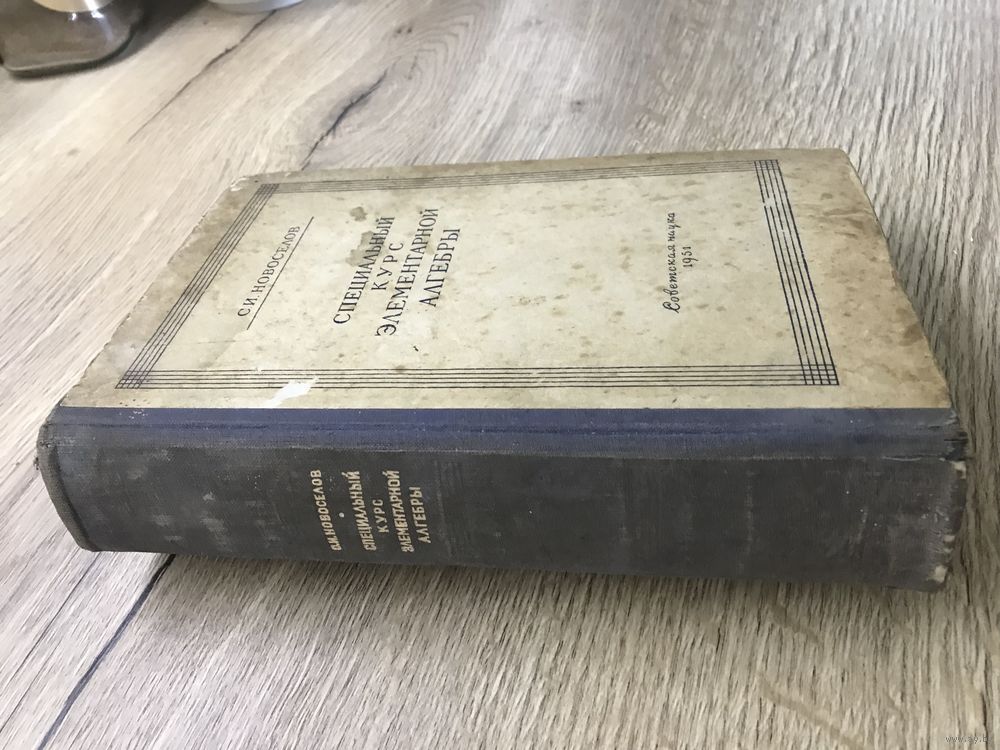 С.И.НОВОСЕЛОВ
СПЕЦИАЛЬНЫЙ
КУРС
ЭЛЕМЕНТАРНОЙ
АЛГЕБРЫ
Советская наука
1951
С.И.НОВОСЕЛОВ
СПЕЦИАЛЬНЫЙ
КУРС
ЭЛЕМЕНТАРНОЙ
АЛГЕБРЫ